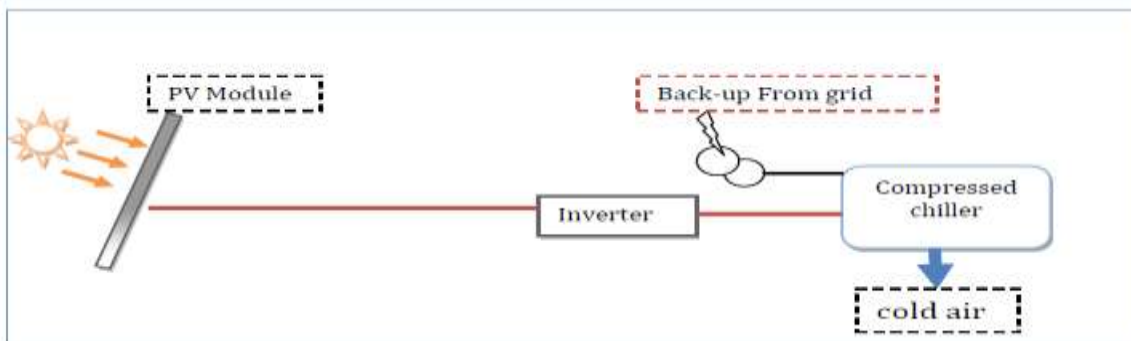 PV Module
Back-up From grid
Compressed
chiller
Inverter
cold air